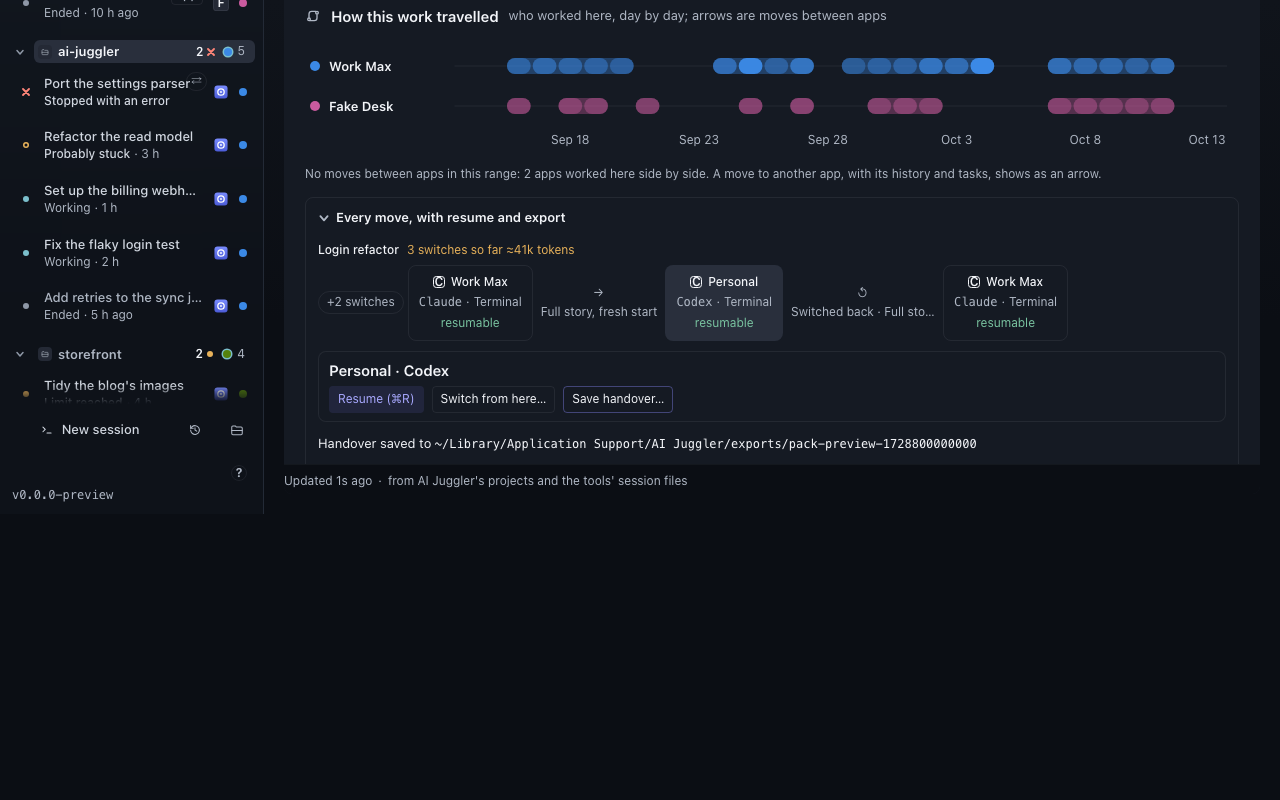 Ended · 10 h ago
F
ai-juggler 2 5
Port the settings parser
Stopped with an error
Refactor the read model
Probably stuck · 3 h
Set up the billing webh...
Working · 1 h
Fix the flaky login test
Working · 2 h
Add retries to the sync j...
Ended · 5 h ago
storefront 2 4
Tidy the blog's images
Limit reached · 4 h
New session
?
v0.0.0-preview
How this work travelled who worked here, day by day; arrows are moves between apps
Work Max
Fake Desk
Sep 18 Sep 23 Sep 28 Oct 3 Oct 8 Oct 13
No moves between apps in this range: 2 apps worked here side by side. A move to another app, with its history and tasks, shows as an arrow.
Every move, with resume and export
Login refactor 3 switches so far ≈41k tokens
+2 switches
C Work Max
Claude · Terminal
resumable
→
Full story, fresh start
C Personal
Codex · Terminal
resumable
Switched back · Full sto...
C Work Max
Claude · Terminal
resumable
Personal · Codex
Resume (⌘R) Switch from here... Save handover...
Handover saved to ~/Library/Application Support/AI Juggler/exports/pack-preview-1728800000000
Updated 1s ago · from AI Juggler's projects and the tools' session files